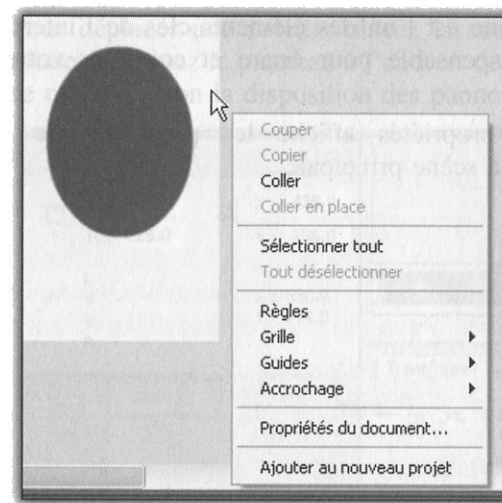 Couper
Copier
Coller
Coller en place
Sélectionner tout
Tout désélectionner
Règles
Grille
Guides
Accrochage
Propriétés du document...
Ajouter au nouveau projet